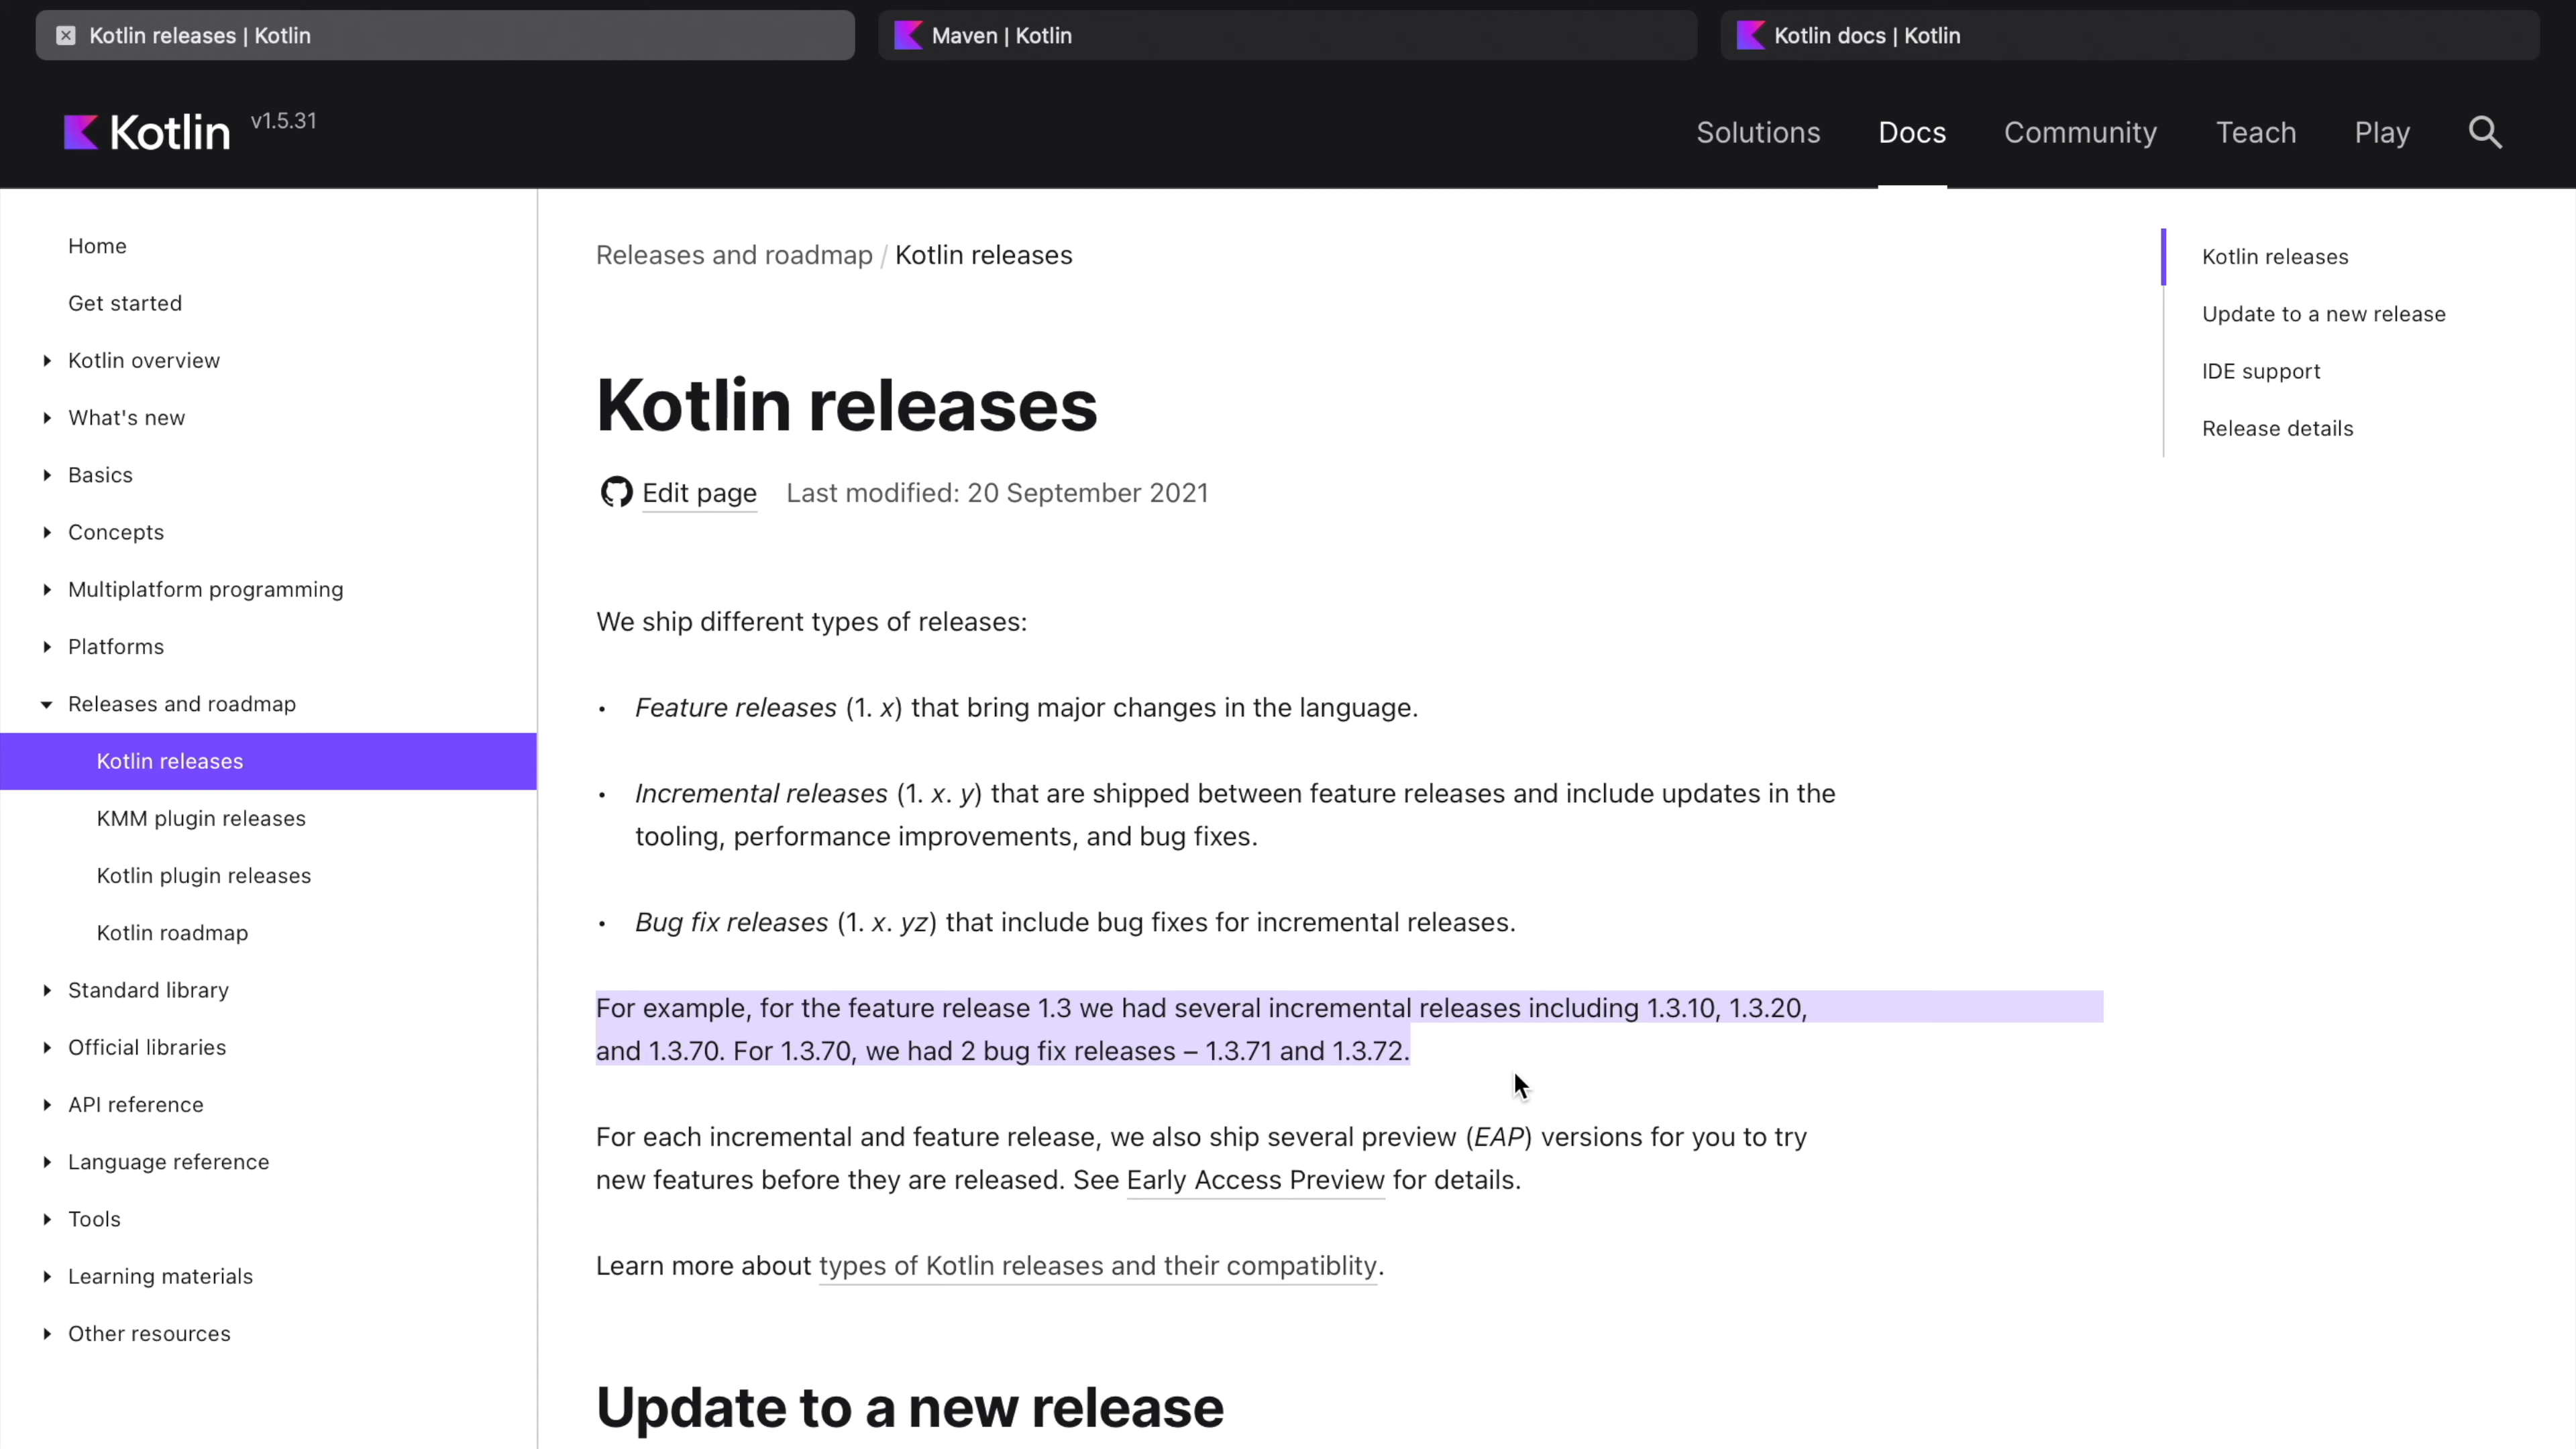 Kotlin releases | Kotlin
Maven | Kotlin
Kotlin docs | Kotlin
Kotlin v1.5.31
Solutions
Docs
Community
Teach
Play
Home
Get started
Kotlin overview
What's new
Basics
Concepts
Multiplatform programming
Platforms
Releases and roadmap
Kotlin releases
KMM plugin releases
Kotlin plugin releases
Kotlin roadmap
Standard library
Official libraries
API reference
Language reference
Tools
Learning materials
Other resources
Releases and roadmap / Kotlin releases
Kotlin releases
Edit page Last modified: 20 September 2021
We ship different types of releases:
• Feature releases (1. x) that bring major changes in the language.
• Incremental releases (1. x. y) that are shipped between feature releases and include updates in the
tooling, performance improvements, and bug fixes.
• Bug fix releases (1. x. yz) that include bug fixes for incremental releases.
For example, for the feature release 1.3 we had several incremental releases including 1.3.10, 1.3.20,
and 1.3.70. For 1.3.70, we had 2 bug fix releases – 1.3.71 and 1.3.72.
For each incremental and feature release, we also ship several preview (EAP) versions for you to try
new features before they are released. See Early Access Preview for details.
Learn more about types of Kotlin releases and their compatiblity.
Update to a new release
Kotlin releases
Update to a new release
IDE support
Release details